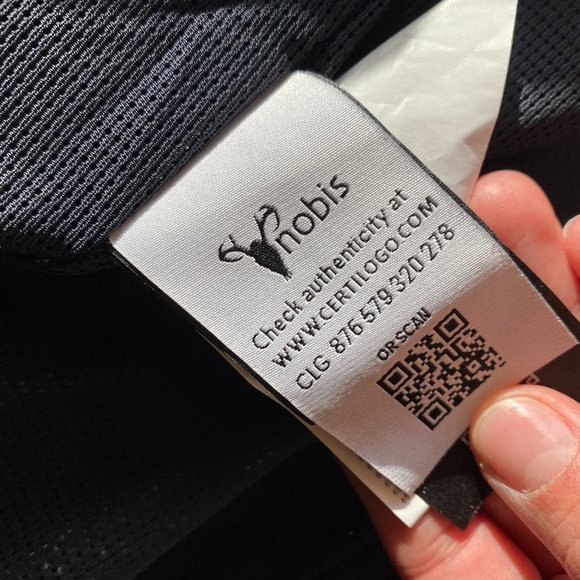 nobis
Check authenticity at
WWW.CERTILOGO.COM
CLG 876 579 320 278
OR SCAN